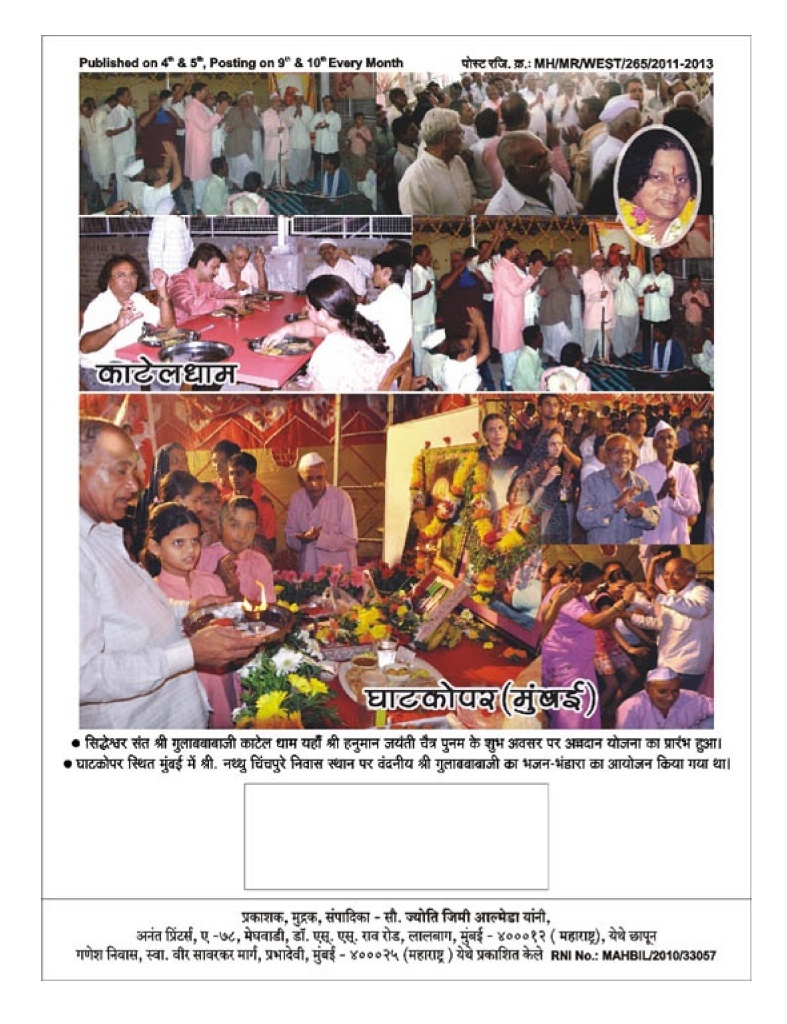 Published on 4th & 5th, Posting on 9th & 10th Every Month
पोस्ट रजि. क्र.: MH/MR/WEST/265/2011-2013
काटेलधाम
घाटकोपर (मुंबई)
● सिद्धेश्वर संत श्री गुलाबबाबाजी काटेल धाम यहाँ श्री हनुमान जयंती चैत्र पुनम के शुभ अवसर पर अन्नदान योजना का प्रारंभ हुआ।
● घाटकोपर स्थित मुंबई में श्री. नथ्थु चिंचपुरे निवास स्थान पर वंदनीय श्री गुलाबबाबाजी का भजन-भंडारा का आयोजन किया गया था।
प्रकाशक, मुद्रक, संपादिका - सौ. ज्योति जिमी आल्मेडा यांनी,
अनंत प्रिंटर्स, ए -७८, मेघवाडी, डॉ. एस्. एस्. राव रोड, लालबाग, मुंबई - ४०००१२ ( महाराष्ट्र), येथे छापून
गणेश निवास, स्वा. वीर सावरकर मार्ग, प्रभादेवी, मुंबई - ४०००२५ (महाराष्ट्र ) येथे प्रकाशित केले RNI No.: MAHBIL/2010/33057